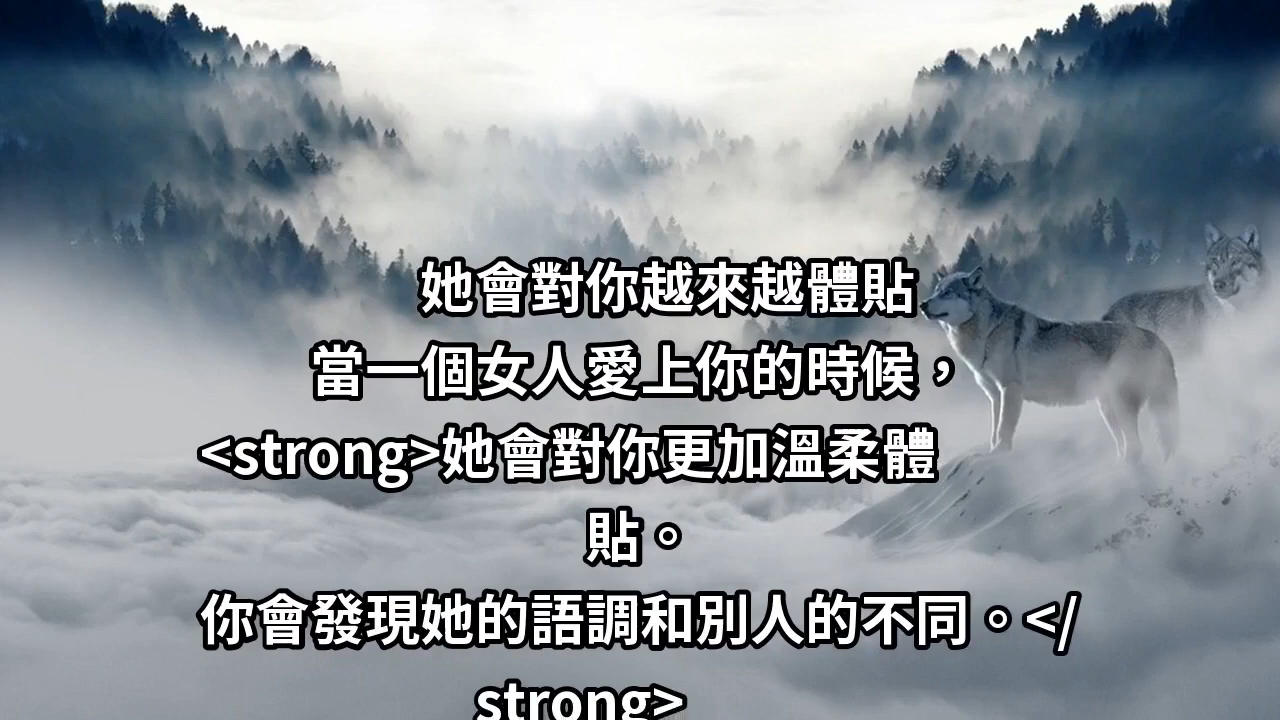 她會對你越來越體貼
當一個女人愛上你的時候，
<strong>她會對你更加溫柔體
貼。
你會發現她的語調和別人的不同。</
strong>